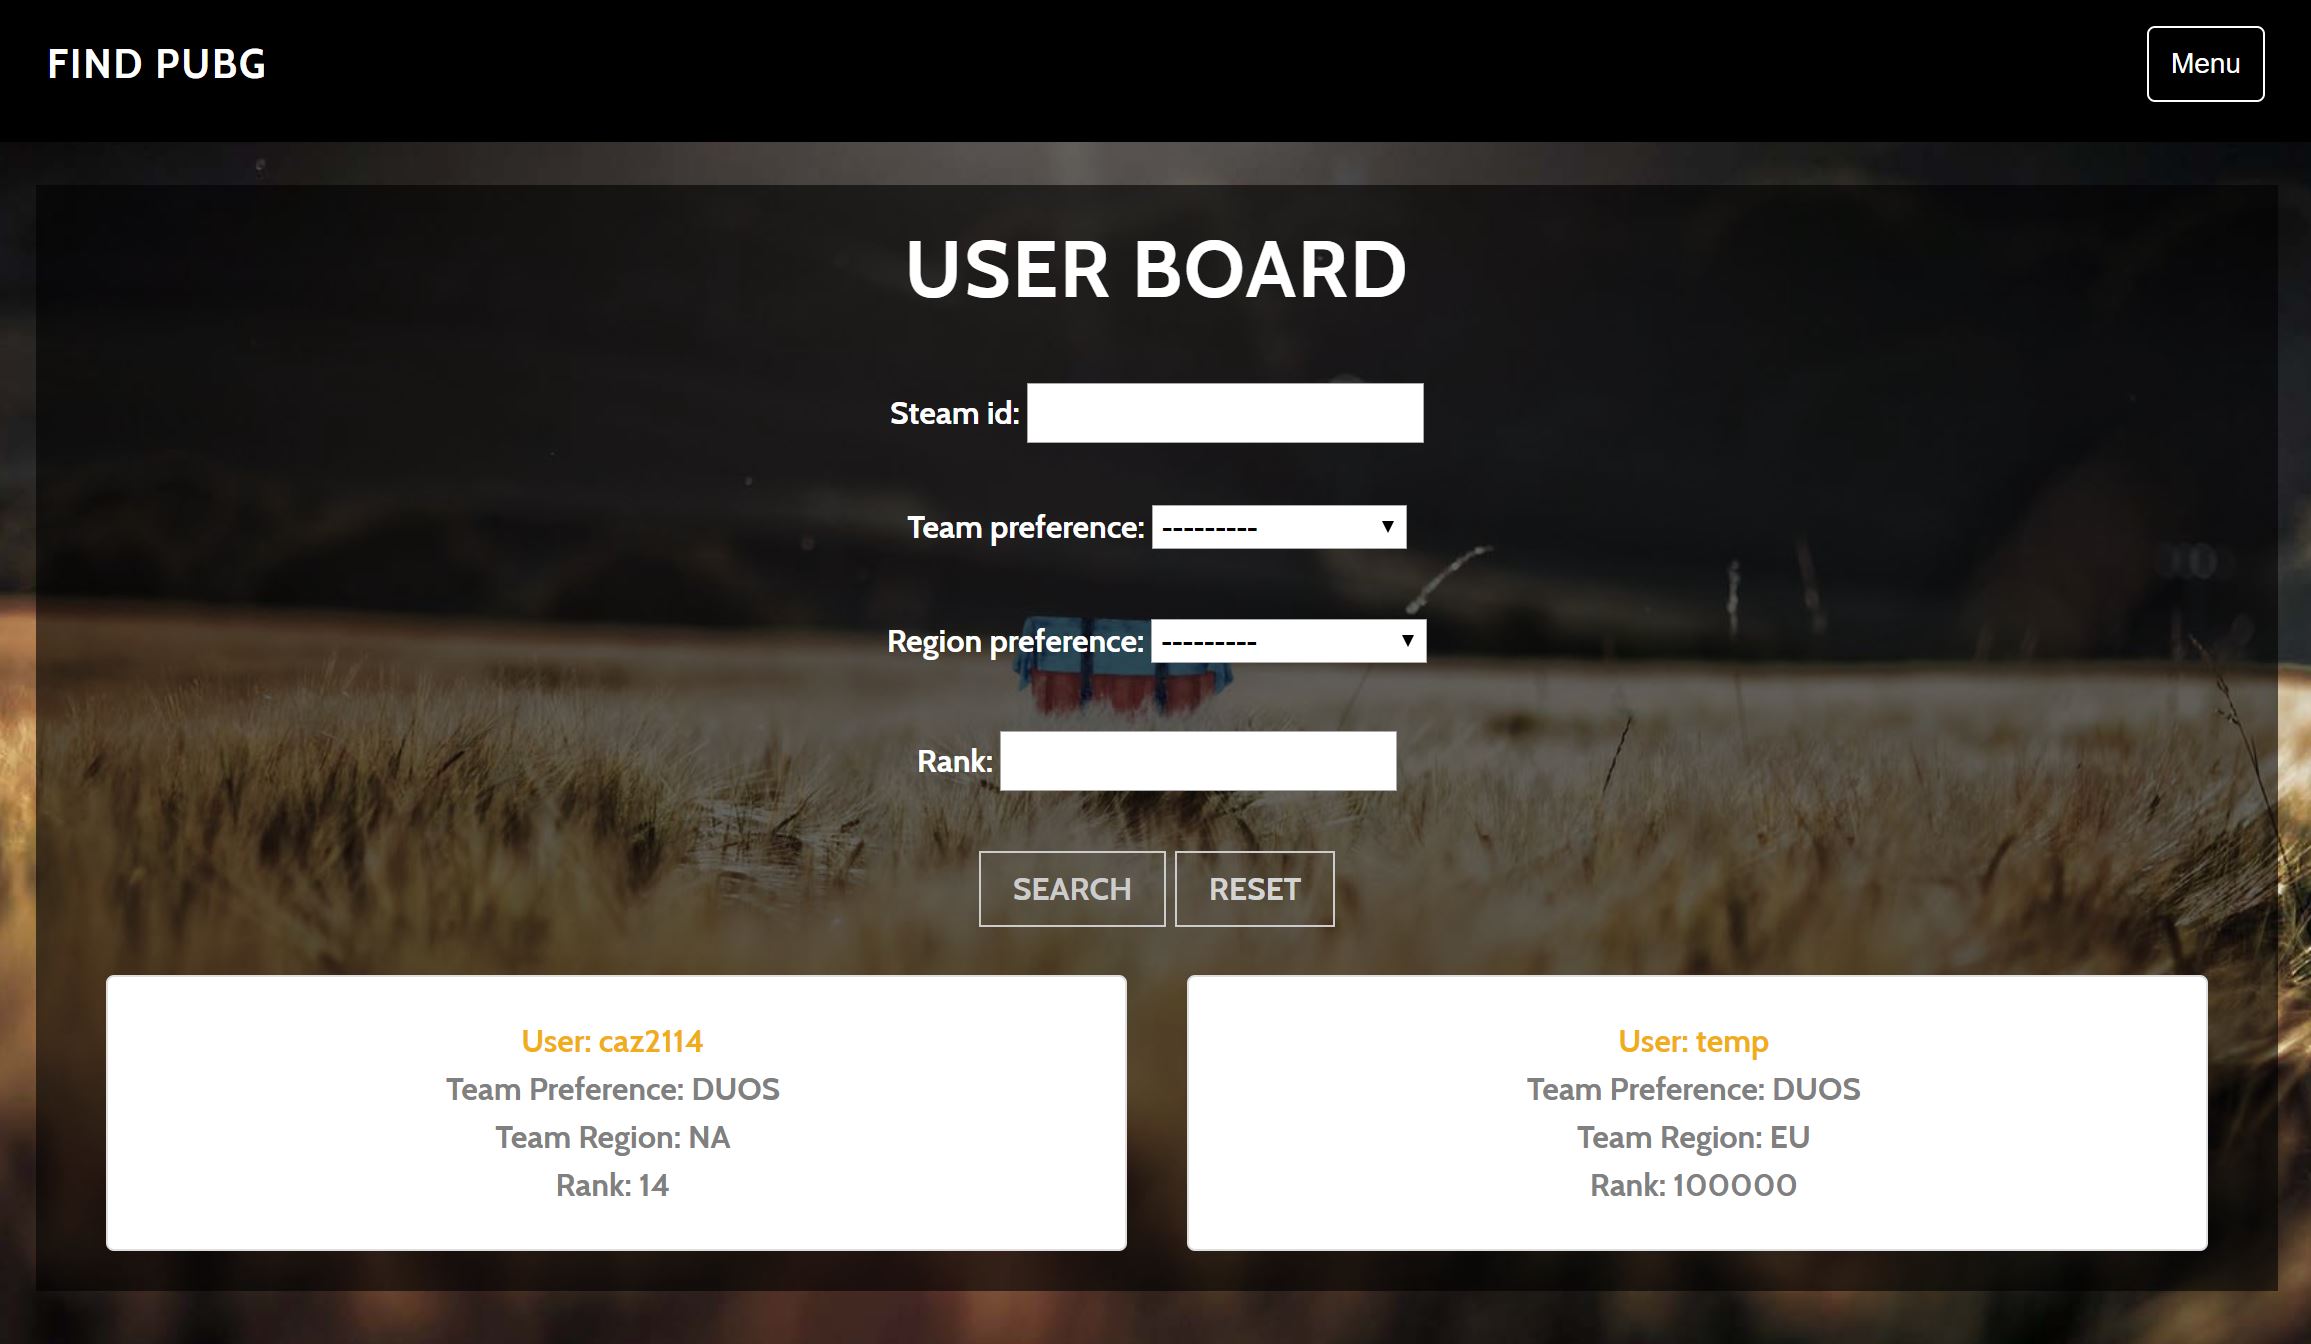 FIND PUBG
Menu
USER BOARD
Steam id:
Team preference: ---------
Region preference: ---------
Rank:
SEARCH RESET
User: caz2114
Team Preference: DUOS
Team Region: NA
Rank: 14
User: temp
Team Preference: DUOS
Team Region: EU
Rank: 100000